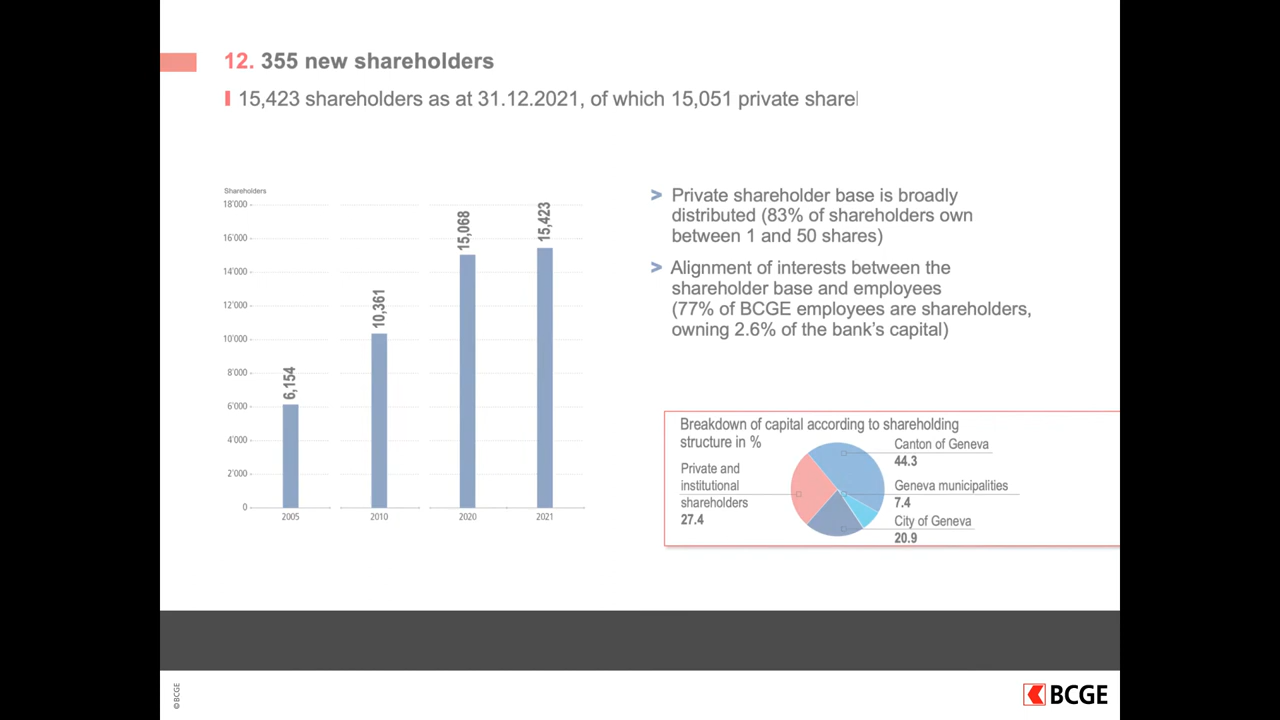 12. 355 new shareholders
15,423 shareholders as at 31.12.2021, of which 15,051 private
Shareholders
18'000
16'000
14'000
12'000
10'000
8'000
6'000
4'000
2'000
0
6,154
10,361
15,068
15,423
2005
2010
2020
2021
> Private shareholder base is broadly
distributed (83% of shareholders own
between 1 and 50 shares)
> Alignment of interests between the
shareholder base and employees
(77% of BCGE employees are shareholders,
owning 2.6% of the bank's capital)
Breakdown of capital according to shareholding
structure in %
Private and
institutional
shareholders
27.4
Canton of Geneva
44.3
Geneva municipalities
7.4
City of Geneva
20.9
© BCGE
BCGE